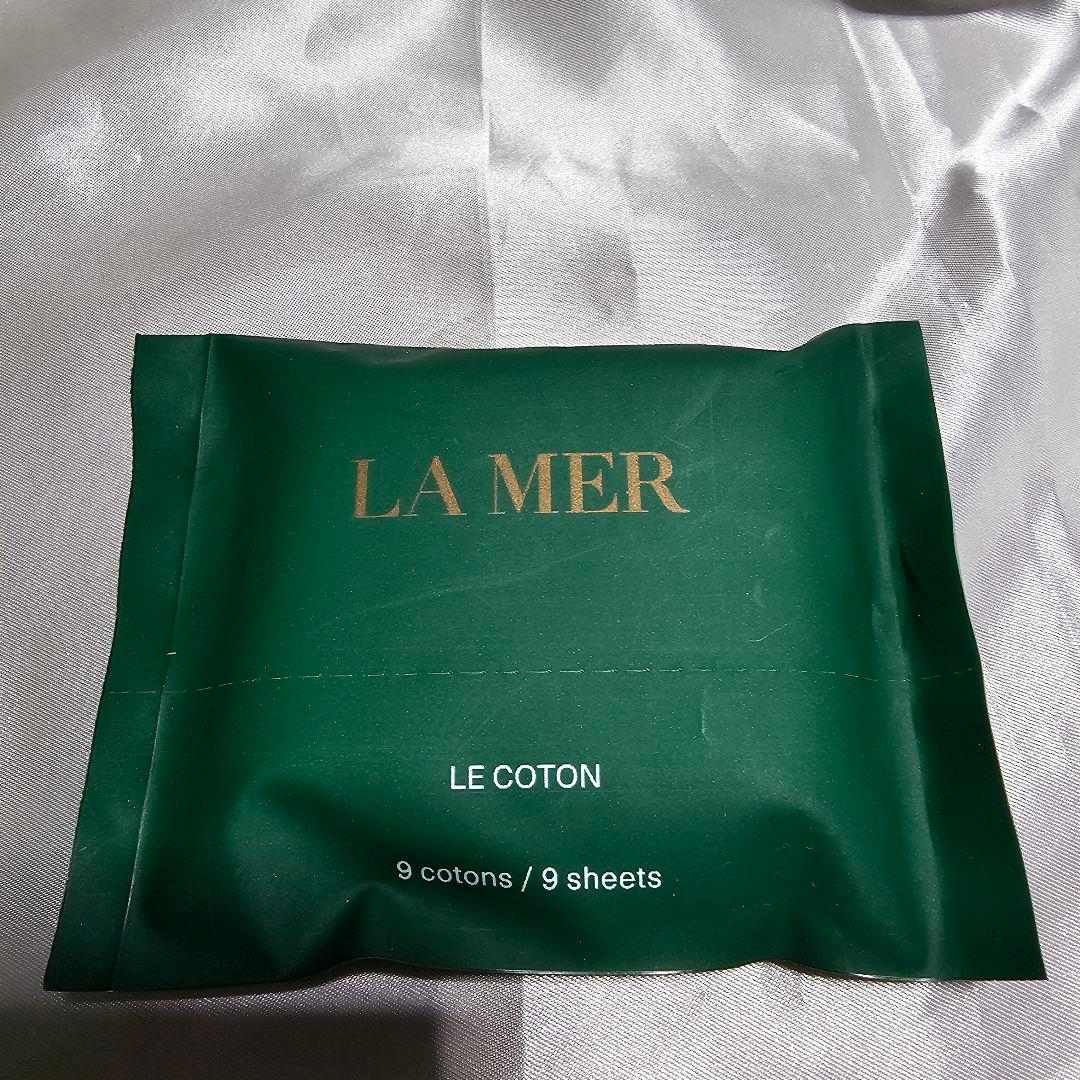 LA MER
LE COTON
9 cotons / 9 sheets